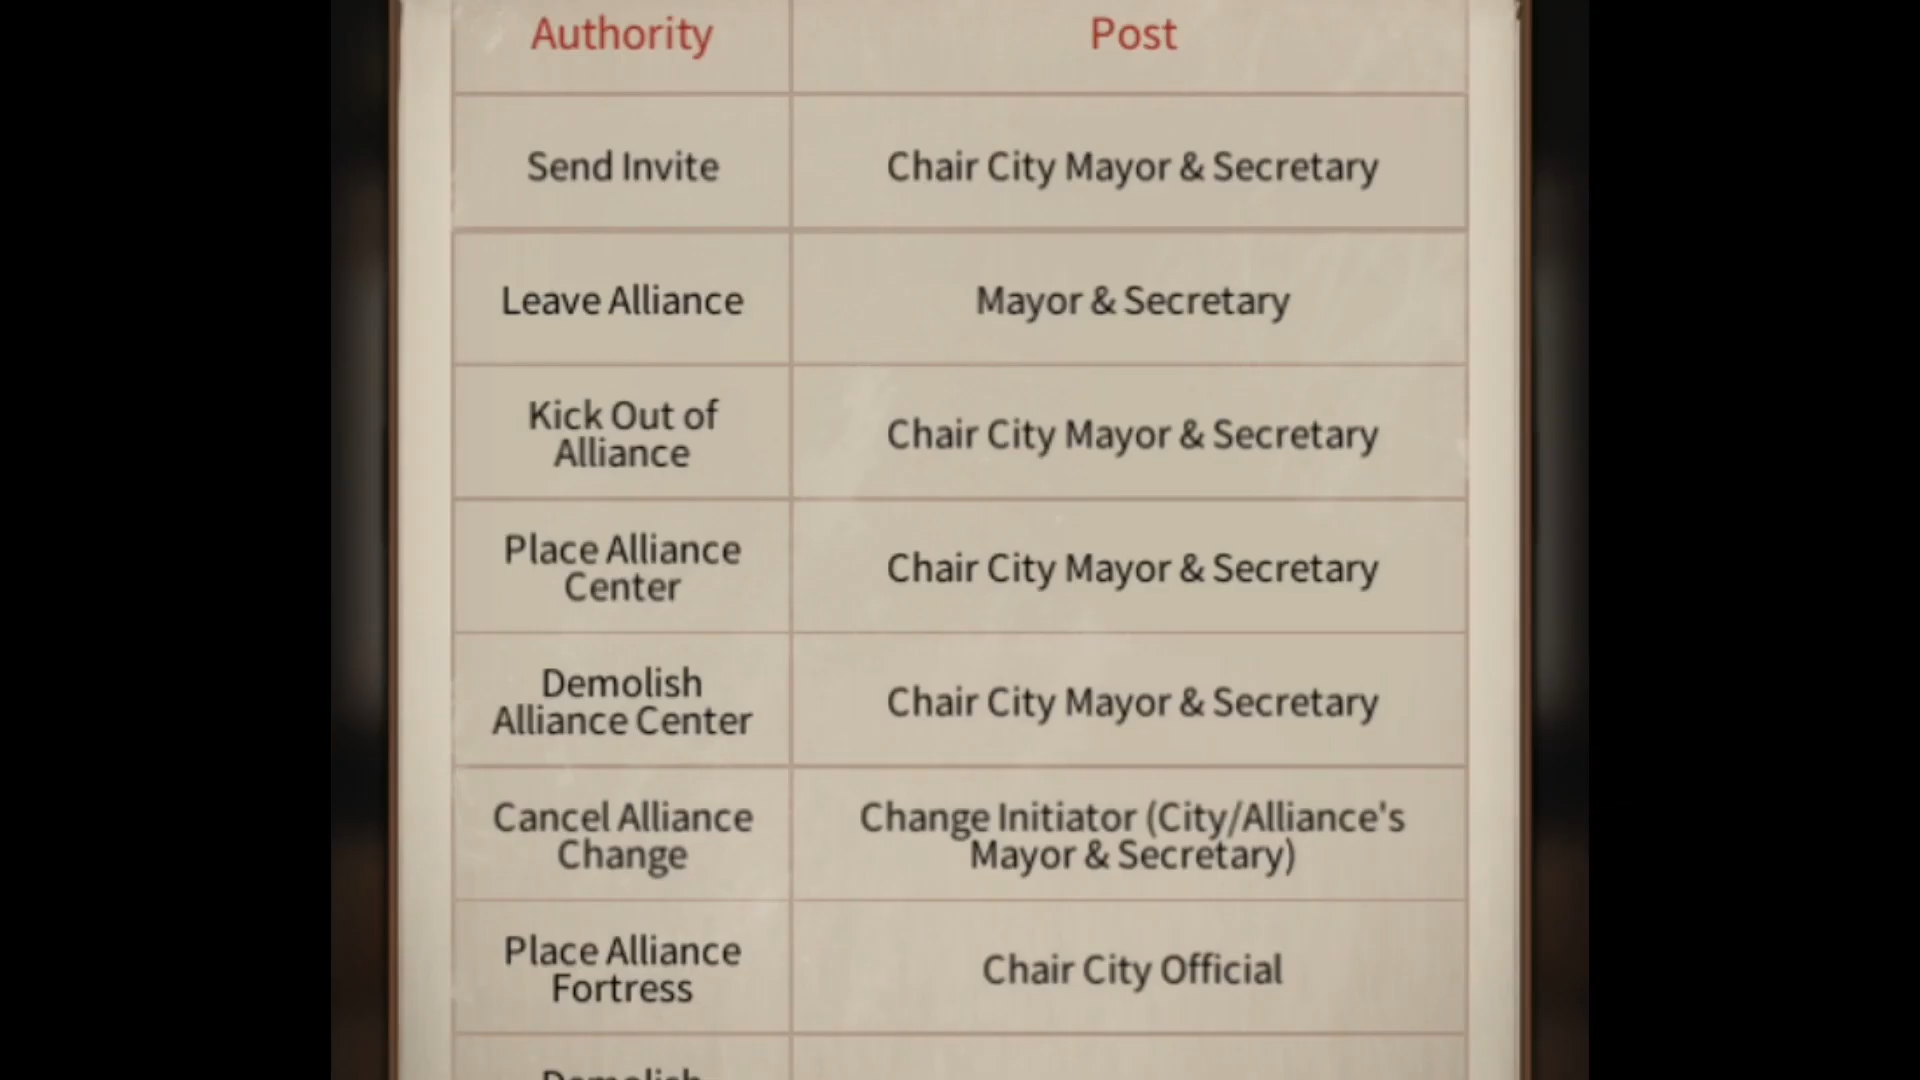 Authority Post
Send Invite Chair City Mayor & Secretary
Leave Alliance Mayor & Secretary
Kick Out of
Alliance
Chair City Mayor & Secretary
Place Alliance
Center
Chair City Mayor & Secretary
Demolish
Alliance Center
Chair City Mayor & Secretary
Cancel Alliance
Change
Change Initiator (City/Alliance's
Mayor & Secretary)
Place Alliance
Fortress
Chair City Official
Demolish